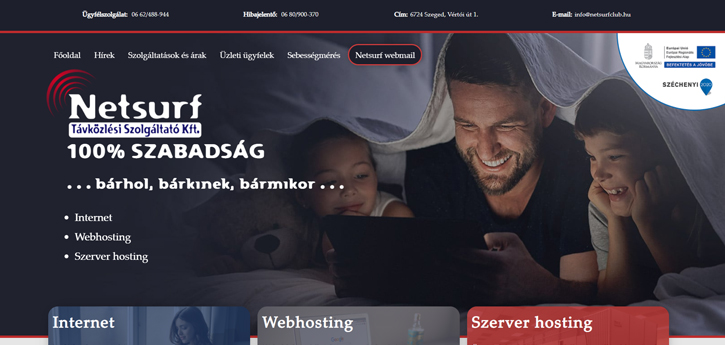 Ügyfélszolgálat: 06 62/488-944
Hibajelentő: 06 80/900-370
Cím: 6724 Szeged, Vértói út 1.
E-mail: info@netsurfclub.hu
Főoldal
Hírek
Szolgáltatások és árak
Üzleti ügyfelek
Sebességmérés
Netsurf webmail
MAGYARORSZÁG
KORMÁNYA
Európai Unió
Európai Regionális
Fejlesztési Alap
BEFEKTETÉS A JÖVŐBE
SZÉCHENYI 2020
Netsurf
Távközlési Szolgáltató Kft.
100% SZABADSÁG
. . . bárhol, bárkinek, bármikor . . .
Internet
Webhosting
Szerver hosting
Internet
Webhosting
Szerver hosting